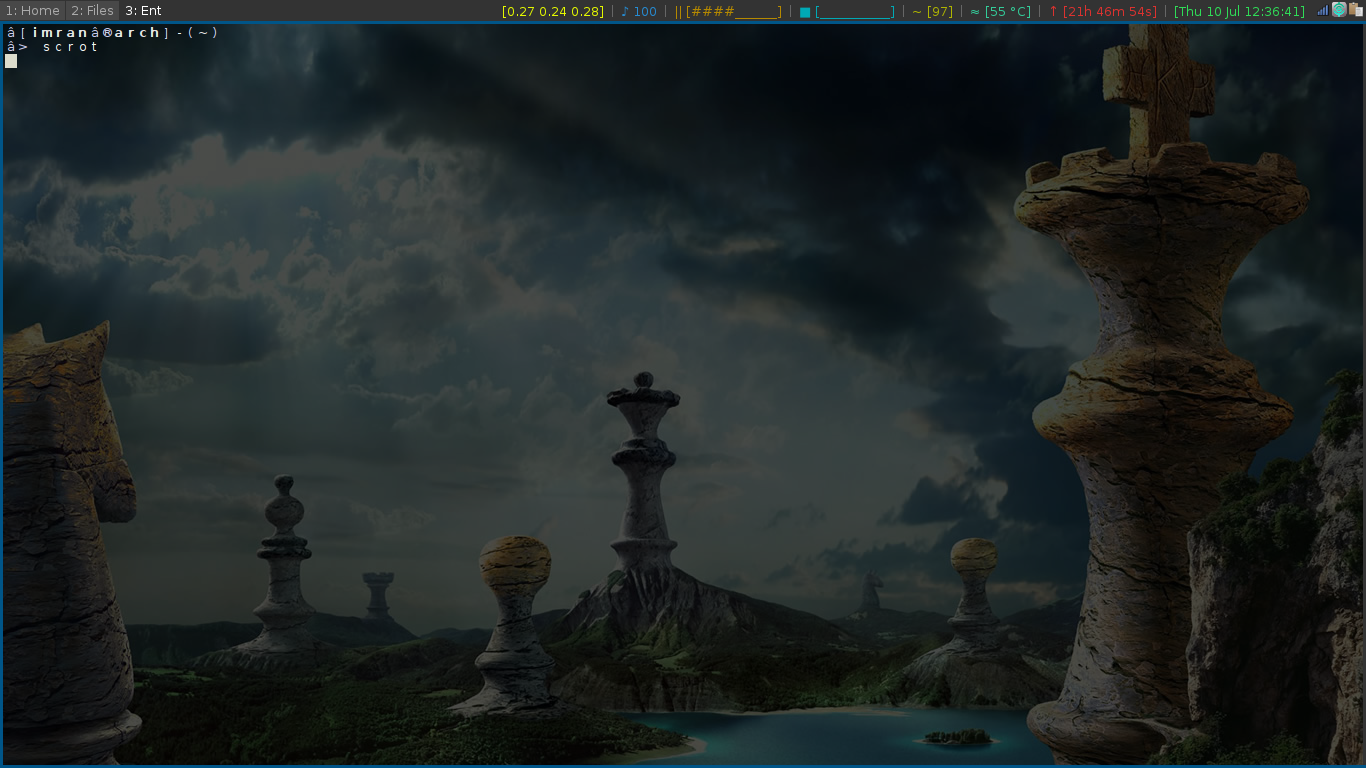 1: Home 2: Files 3: Ent [0.27 0.24 0.28] | ♪ 100 | || [####______] | ■ [__________] | ~ [97] | ≈ [55 °C] | ↑ [21h 46m 54s] | [Thu 10 Jul 12:36:41]
â[imranâ®arch]-(~)
â> scrot